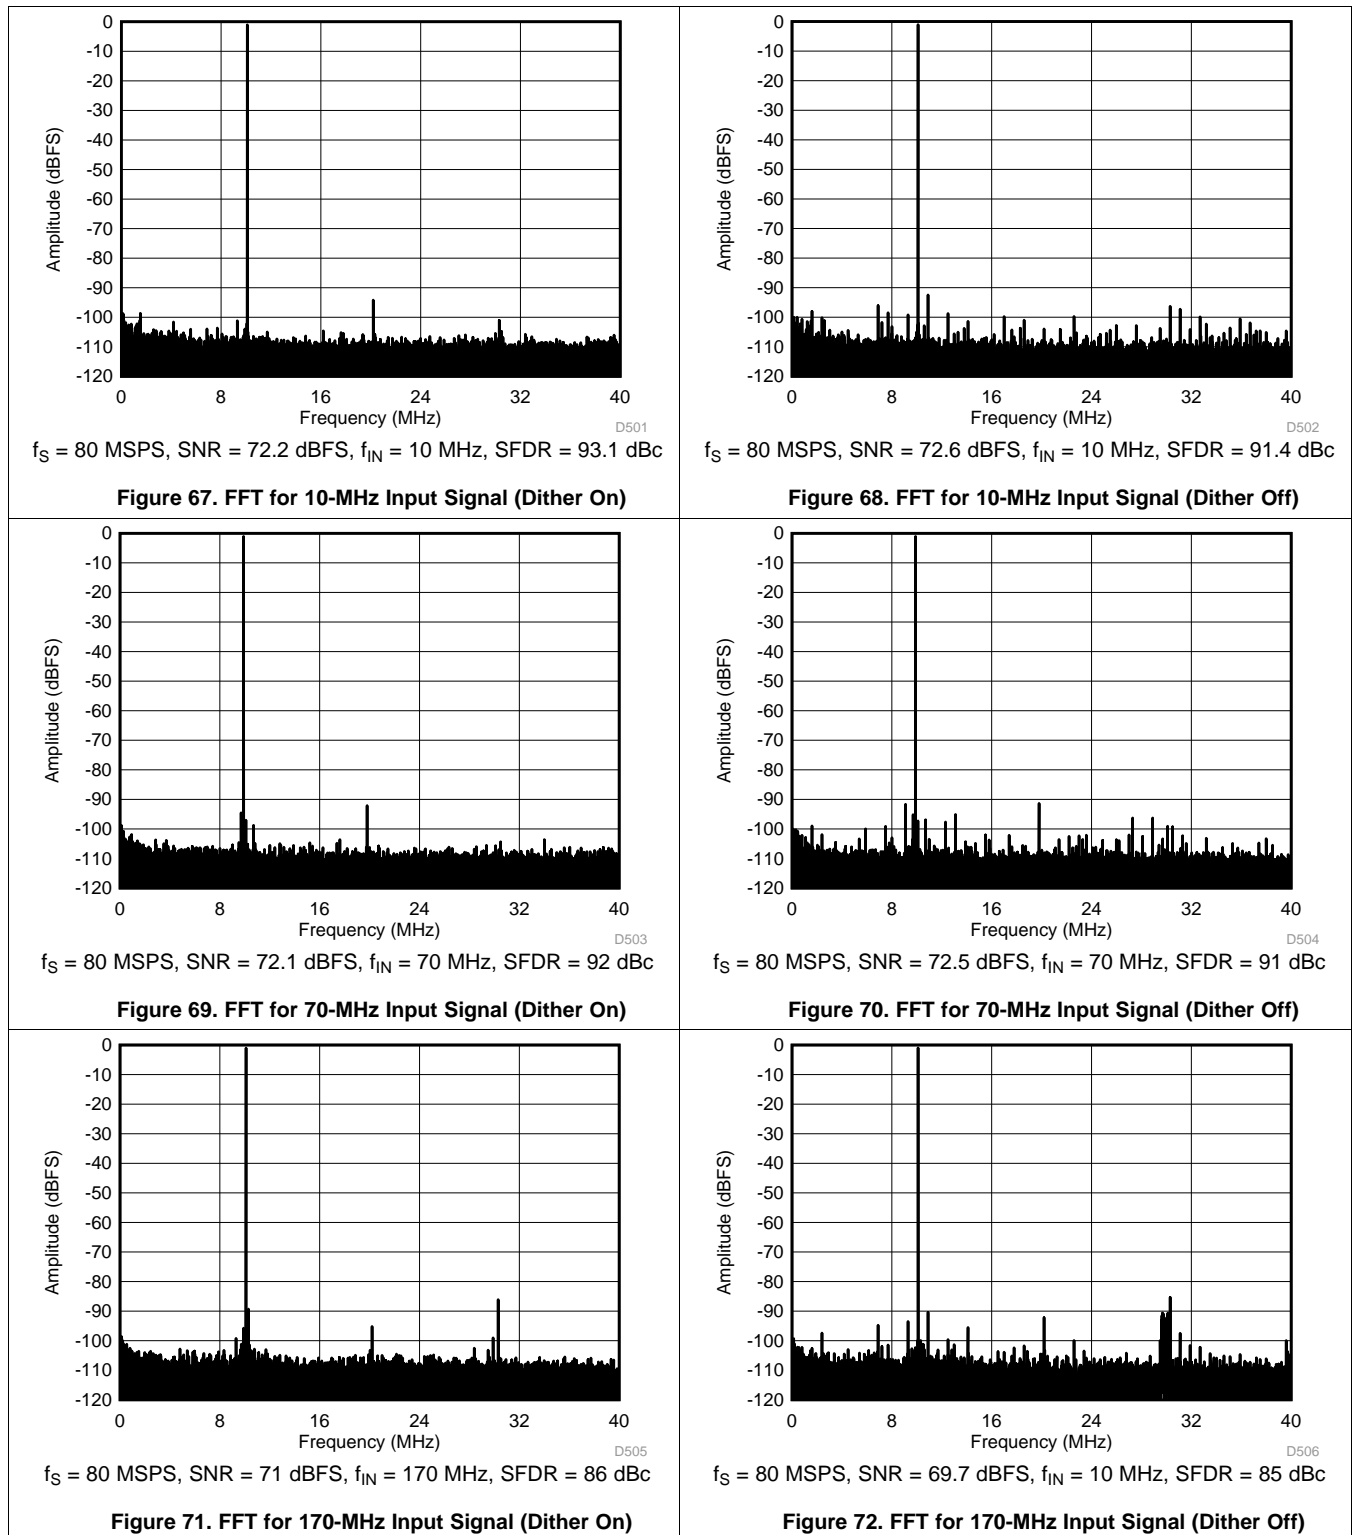 0
-10
-20
-30
-40
-50
-60
-70
-80
-90
-100
-110
-120
Amplitude (dBFS)
0 8 16 24 32 40
Frequency (MHz)
D501
fS = 80 MSPS, SNR = 72.2 dBFS, fIN = 10 MHz, SFDR = 93.1 dBc
Figure 67. FFT for 10-MHz Input Signal (Dither On)
0
-10
-20
-30
-40
-50
-60
-70
-80
-90
-100
-110
-120
Amplitude (dBFS)
0 8 16 24 32 40
Frequency (MHz)
D502
fS = 80 MSPS, SNR = 72.6 dBFS, fIN = 10 MHz, SFDR = 91.4 dBc
Figure 68. FFT for 10-MHz Input Signal (Dither Off)
0
-10
-20
-30
-40
-50
-60
-70
-80
-90
-100
-110
-120
Amplitude (dBFS)
0 8 16 24 32 40
Frequency (MHz)
D503
fS = 80 MSPS, SNR = 72.1 dBFS, fIN = 70 MHz, SFDR = 92 dBc
Figure 69. FFT for 70-MHz Input Signal (Dither On)
0
-10
-20
-30
-40
-50
-60
-70
-80
-90
-100
-110
-120
Amplitude (dBFS)
0 8 16 24 32 40
Frequency (MHz)
D504
fS = 80 MSPS, SNR = 72.5 dBFS, fIN = 70 MHz, SFDR = 91 dBc
Figure 70. FFT for 70-MHz Input Signal (Dither Off)
0
-10
-20
-30
-40
-50
-60
-70
-80
-90
-100
-110
-120
Amplitude (dBFS)
0 8 16 24 32 40
Frequency (MHz)
D505
fS = 80 MSPS, SNR = 71 dBFS, fIN = 170 MHz, SFDR = 86 dBc
Figure 71. FFT for 170-MHz Input Signal (Dither On)
0
-10
-20
-30
-40
-50
-60
-70
-80
-90
-100
-110
-120
Amplitude (dBFS)
0 8 16 24 32 40
Frequency (MHz)
D506
fS = 80 MSPS, SNR = 69.7 dBFS, fIN = 10 MHz, SFDR = 85 dBc
Figure 72. FFT for 170-MHz Input Signal (Dither Off)